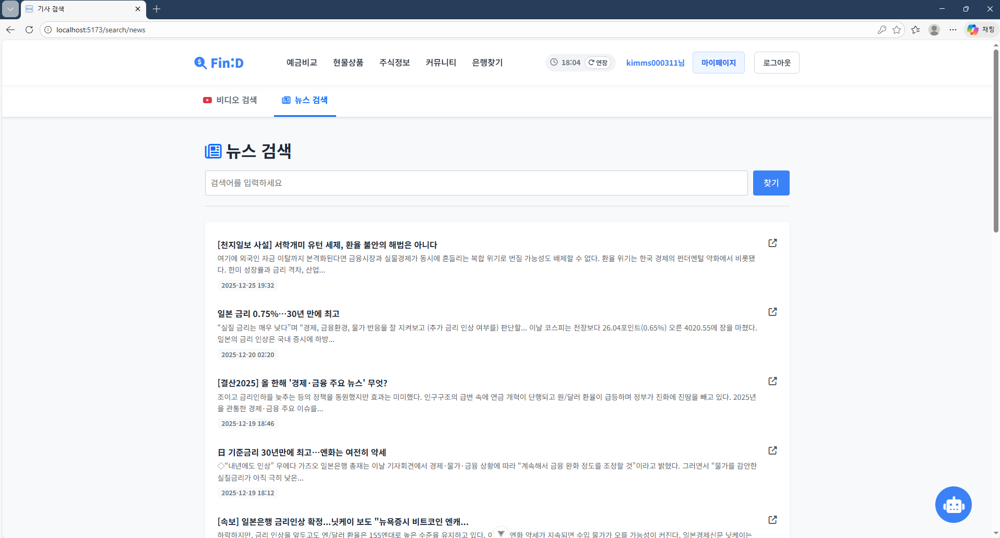 기사 검색
localhost:5173/search/news
채팅
Fin:D
예금비교
현물상품
주식정보
커뮤니티
은행찾기
18:04
연장
kimms000311님
마이페이지
로그아웃
비디오 검색
뉴스 검색
뉴스 검색
검색어를 입력하세요
찾기
[천지일보 사설] 서학개미 유턴 세제, 환율 불안의 해법은 아니다
여기에 외국인 자금 이탈까지 본격화된다면 금융시장과 실물경제가 동시에 흔들리는 복합 위기로 번질 가능성도 배제할 수 없다. 환율 위기는 한국 경제의 펀더멘털 약화에서 비롯됐
다. 한미 성장률과 금리 격차, 산업...
2025-12-25 19:32
일본 금리 0.75%…30년 만에 최고
“실질 금리는 매우 낮다”며 “경제, 금융환경, 물가 반응을 잘 지켜보고 (추가 금리 인상 여부를) 판단할... 이날 코스피는 전장보다 26.04포인트(0.65%) 오른 4020.55에 장을 마쳤다.
일본의 금리 인상은 국내 증시에 하방...
2025-12-20 02:20
[결산2025] 올 한해 '경제·금융 주요 뉴스' 무엇?
조이고 금리인하를 늦추는 등의 정책을 동원했지만 효과는 미미했다. 인구구조의 급변 속에 연금 개혁이 단행되고 원/달러 환율이 급등하며 정부가 진화에 진땀을 빼고 있다. 2025년
을 관통한 경제·금융 주요 이슈를...
2025-12-19 18:46
日 기준금리 30년만에 최고…엔화는 여전히 약세
◇“내년에도 인상” 우에다 가즈오 일본은행 총재는 이날 기자회견에서 경제·물가·금융 상황에 따라 “계속해서 금융 완화 정도를 조정할 것”이라고 밝혔다. 그러면서 “물가를 감안한
실질금리가 아직 극히 낮은...
2025-12-19 18:12
[속보] 일본은행 금리인상 확정...닛케이 보도 "뉴욕증시 비트코인 엔캐...
하락하지만, 금리 인상을 앞두고도 엔/달러 환율은 155엔대로 높은 수준을 유지하고 있다. 엔화 약세가 지속되면 수입 물가가 오를 가능성이 커진다. 일본경제신문 닛케이는